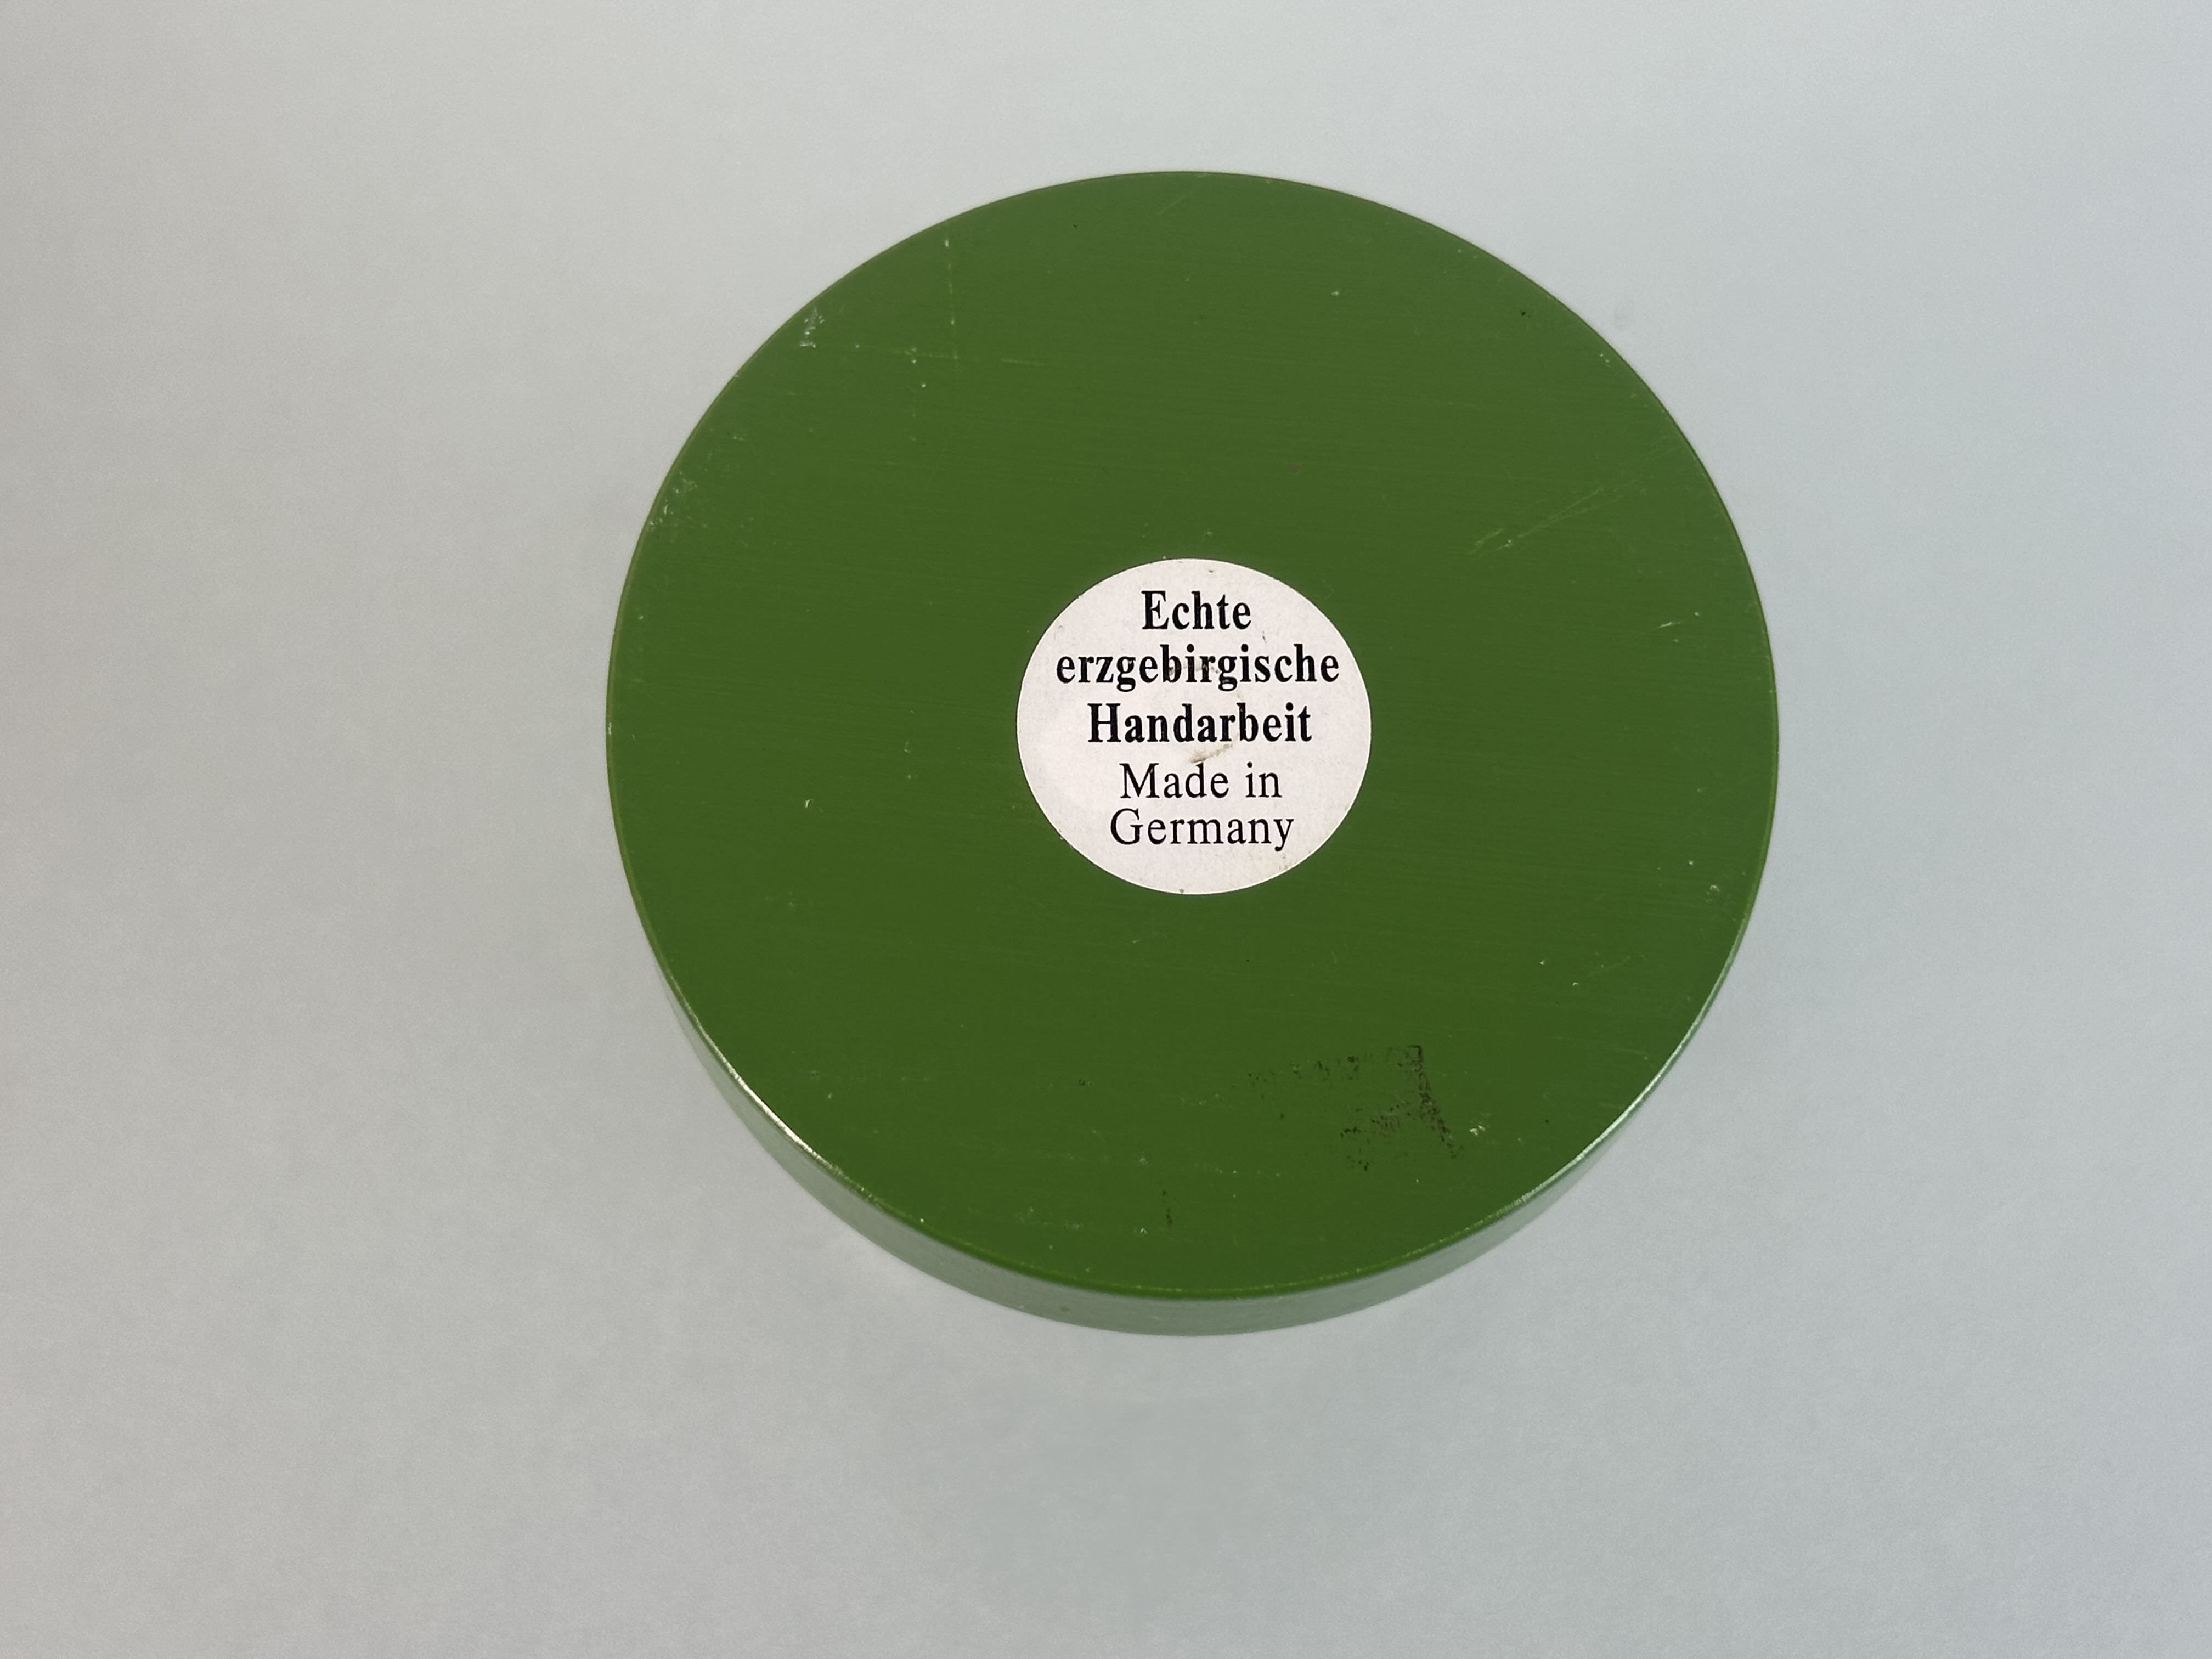 Echte
erzgebirgische
Handarbeit
Made in
Germany